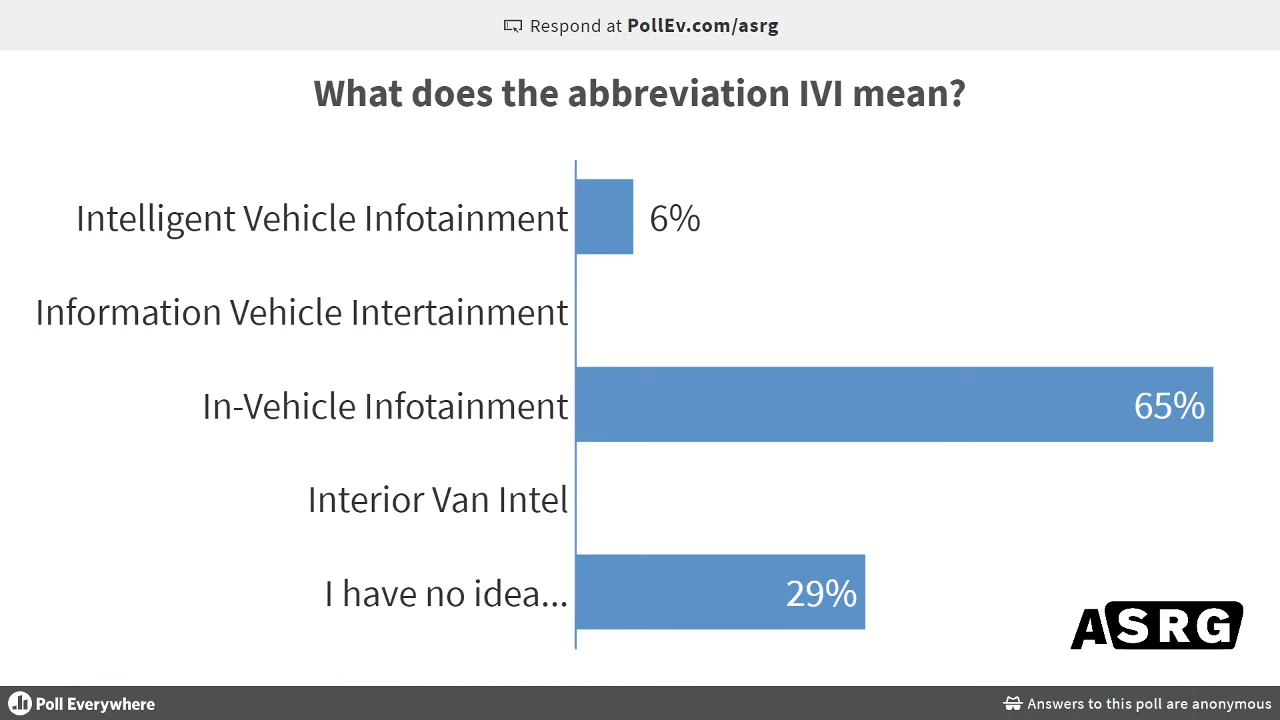 Respond at PollEv.com/asrg
What does the abbreviation IVI mean?
Intelligent Vehicle Infotainment 6%
Information Vehicle Intertainment
In-Vehicle Infotainment 65%
Interior Van Intel
I have no idea... 29%
ASRG
Poll Everywhere
Answers to this poll are anonymous